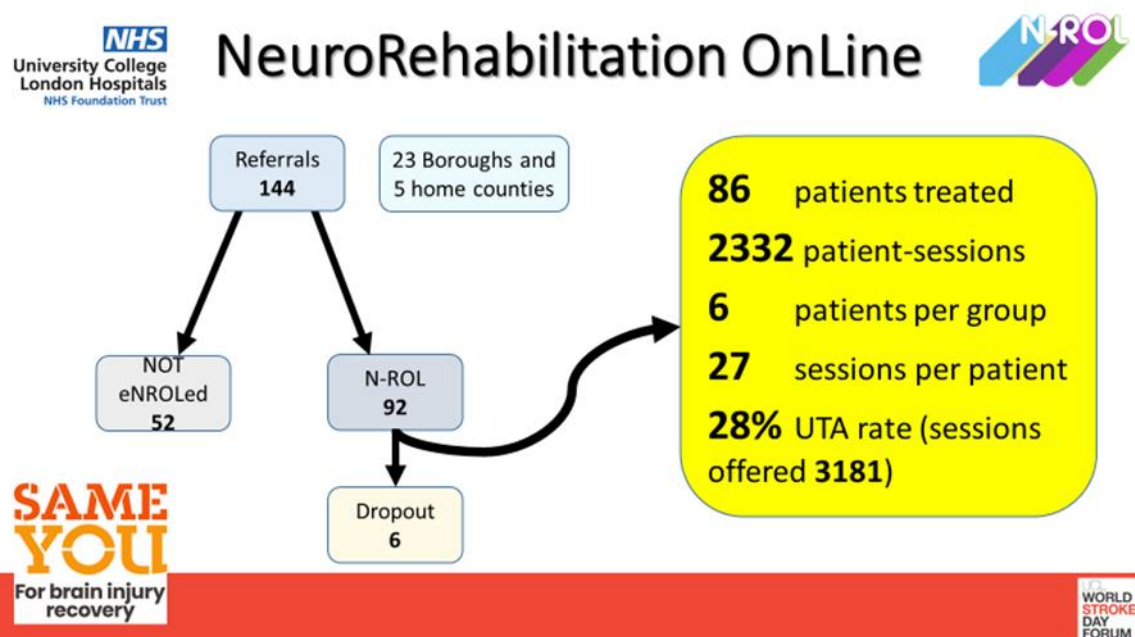 NHS
University College
London Hospitals
NHS Foundation Trust
NeuroRehabilitation OnLine
N-ROL
Referrals
144
23 Boroughs and
5 home counties
NOT
eNROLed
52
N-ROL
92
Dropout
6
86 patients treated
2332 patient-sessions
6 patients per group
27 sessions per patient
28% UTA rate (sessions
offered 3181)
SAME
YOU
For brain injury
recovery
UCL
WORLD
STROKE
DAY
FORUM